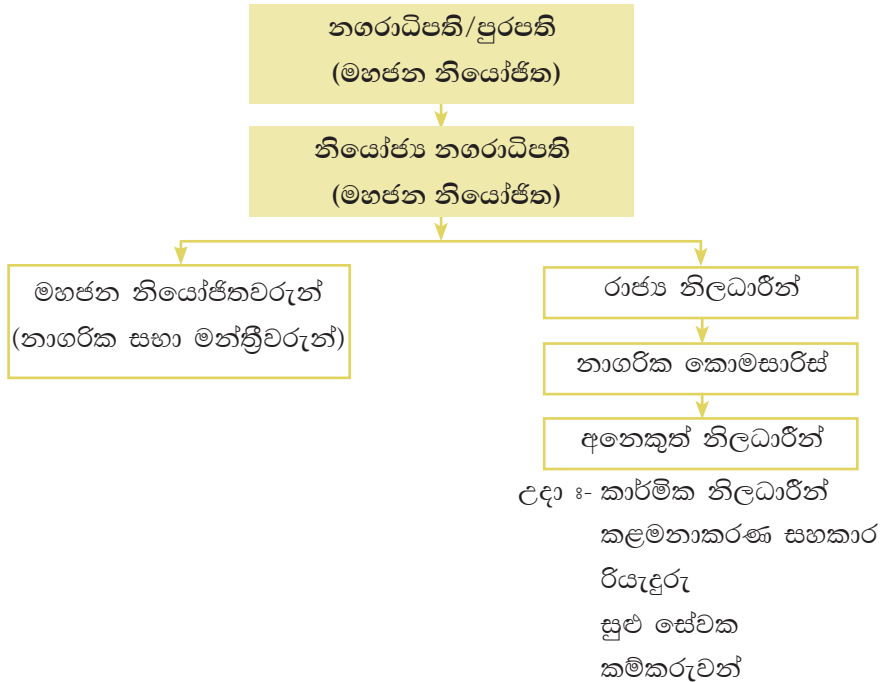 නගරාධිපති/පුරපති
(මහජන නියෝජිත)
නියෝජ්‍ය නගරාධිපති
(මහජන නියෝජිත)
මහජන නියෝජිතවරුන්
(නාගරික සභා මන්ත්‍රීවරුන්)
රාජ්‍ය නිලධාරීන්
නාගරික කොමසාරිස්
අනෙකුත් නිලධාරීන්
උදා ඃ- කාර්මික නිලධාරීන්
කළමනාකරණ සහකාර
රියැදුරු
සුළු සේවක
කම්කරුවන්